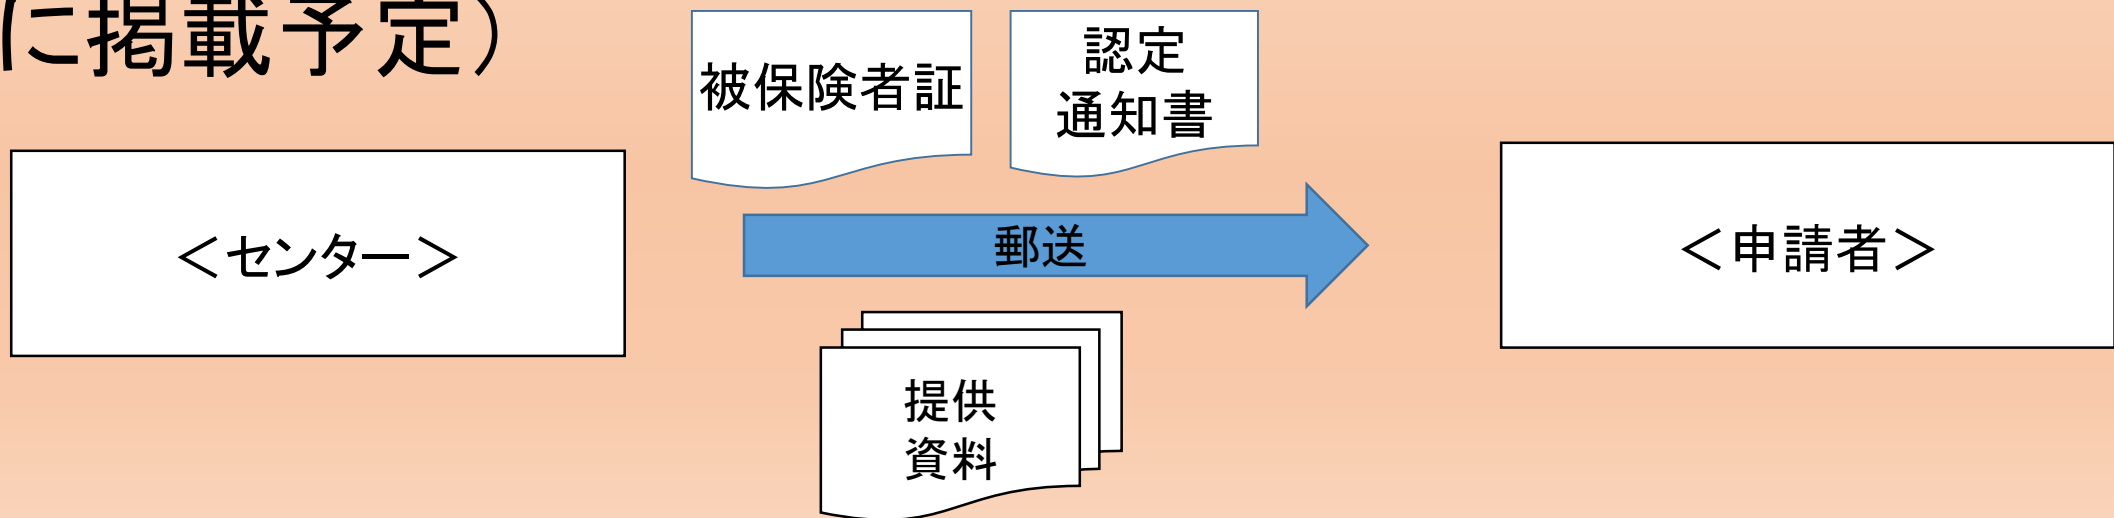 に掲載予定）
被保険者証
認定
通知書
＜センター＞
郵送
＜申請者＞
提供
資料